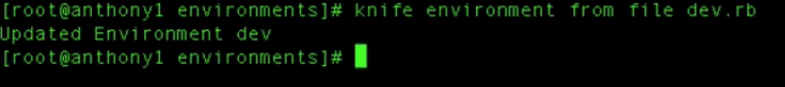 [root@anthony1 environments]# knife environment from file dev.rb
Updated Environment dev
[root@anthony1 environments]#